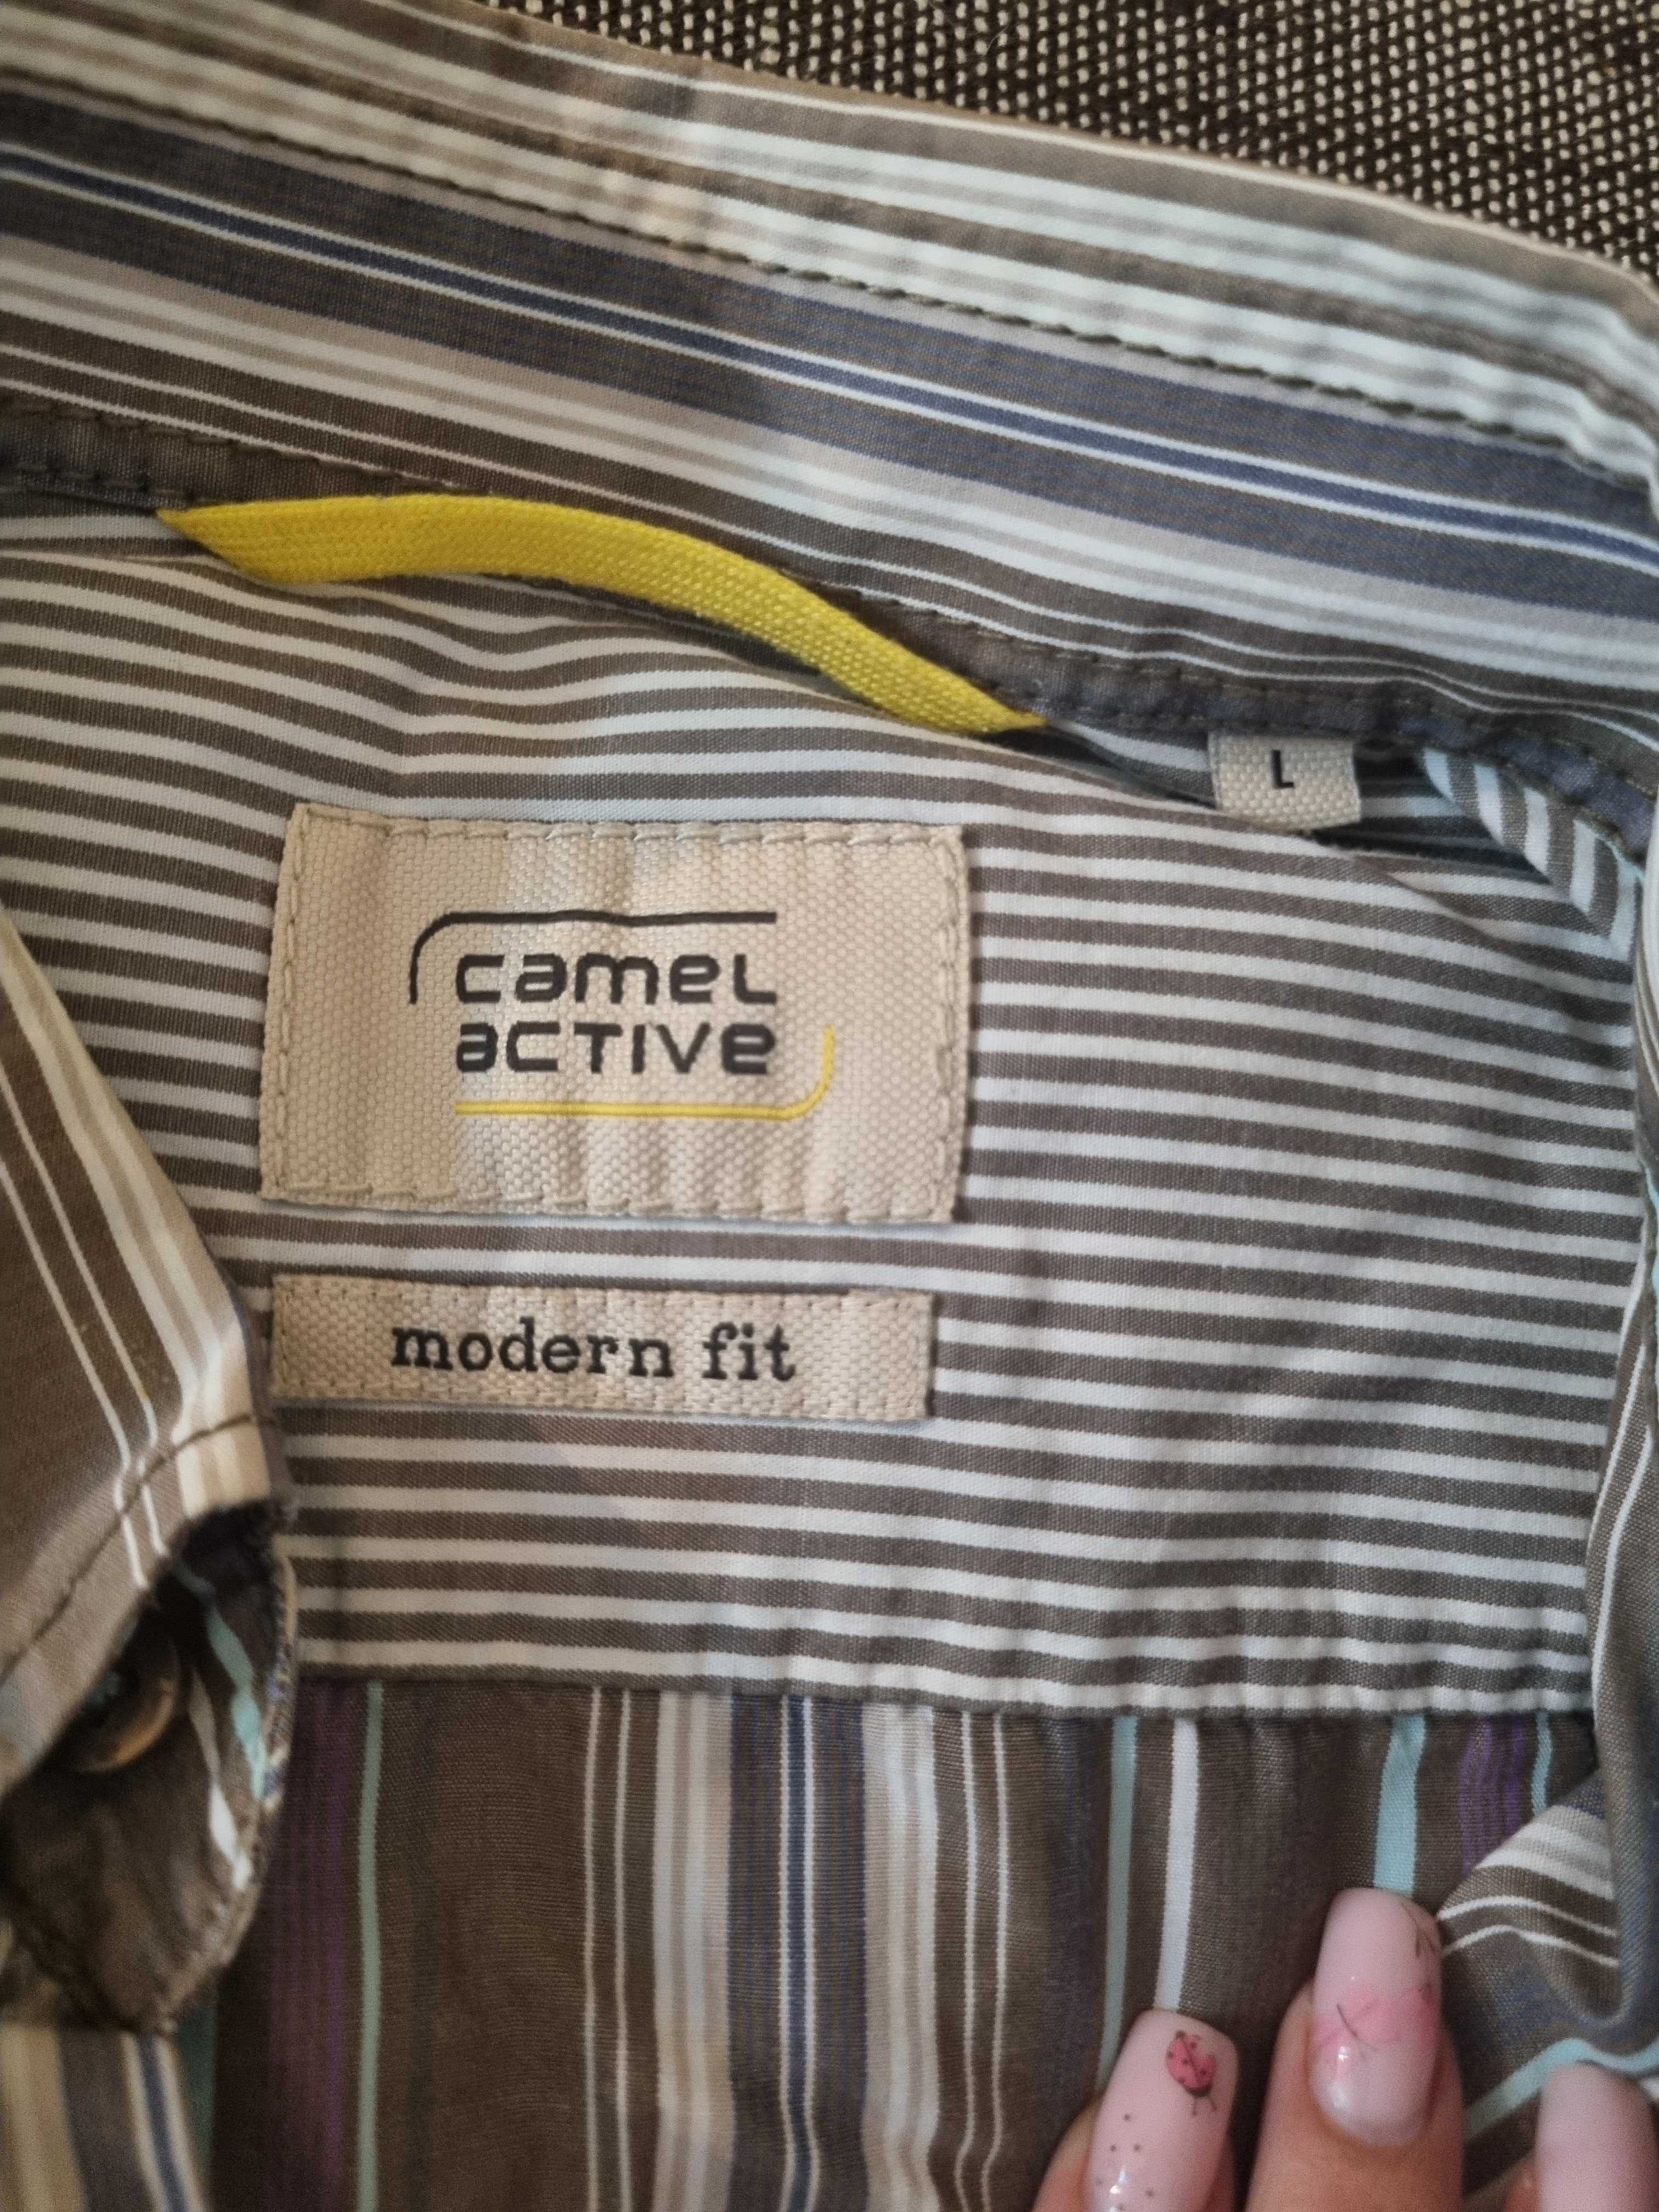 L
camel
active
modern fit